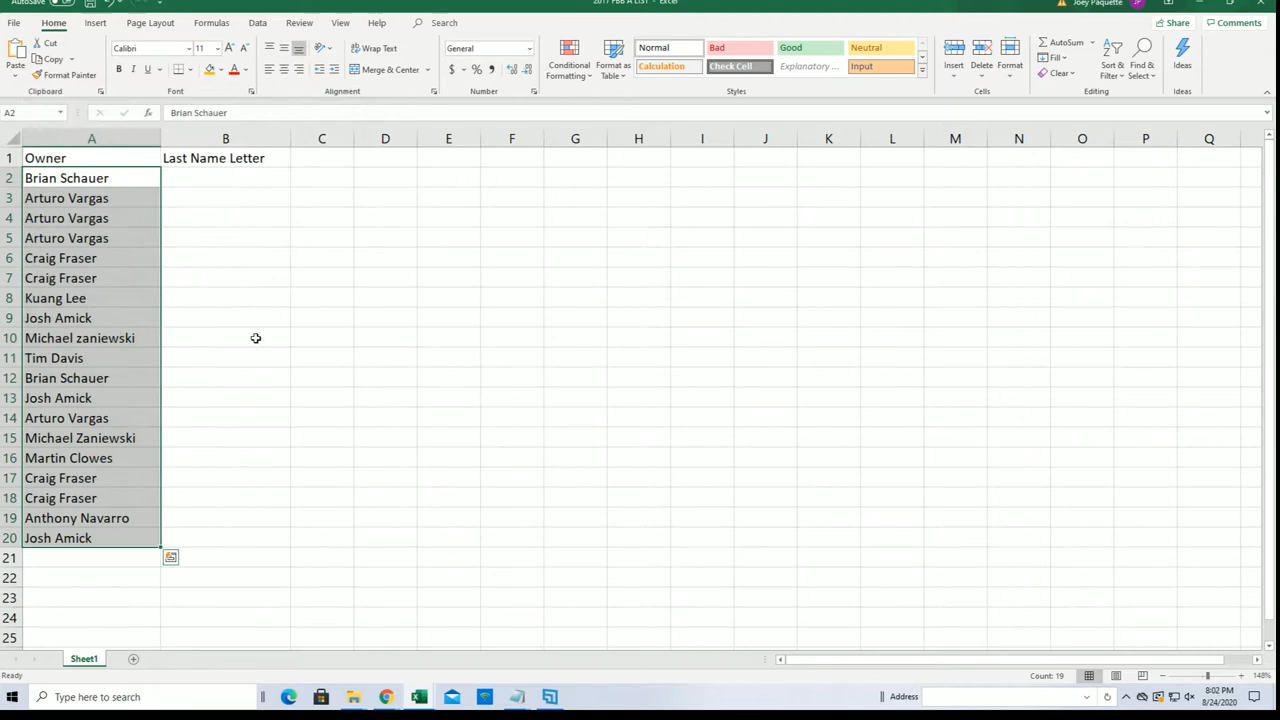 AutoSave Off 2017 FBB A LIST - Excel Joey Paquette JP
File Home Insert Page Layout Formulas Data Review View Help Search Share Comments
Paste Cut Copy Format Painter Clipboard
Calibri 11 B I U Font
Wrap Text Merge & Center Alignment
General $ % Number
Conditional Formatting Format as Table
Normal Bad Good Neutral
Calculation Check Cell Explanatory ... Input
Styles
Insert Delete Format Cells
AutoSum Fill Clear Sort & Filter Find & Select Editing
Ideas Ideas
A2 fx Brian Schauer
A B C D E F G H I J K L M N O P Q
1 Owner Last Name Letter
2 Brian Schauer
3 Arturo Vargas
4 Arturo Vargas
5 Arturo Vargas
6 Craig Fraser
7 Craig Fraser
8 Kuang Lee
9 Josh Amick
10 Michael zaniewski
11 Tim Davis
12 Brian Schauer
13 Josh Amick
14 Arturo Vargas
15 Michael Zaniewski
16 Martin Clowes
17 Craig Fraser
18 Craig Fraser
19 Anthony Navarro
20 Josh Amick
21
22
23
24
25
Sheet1
Ready Count: 19 148%
Type here to search Address 8:02 PM
8/24/2020